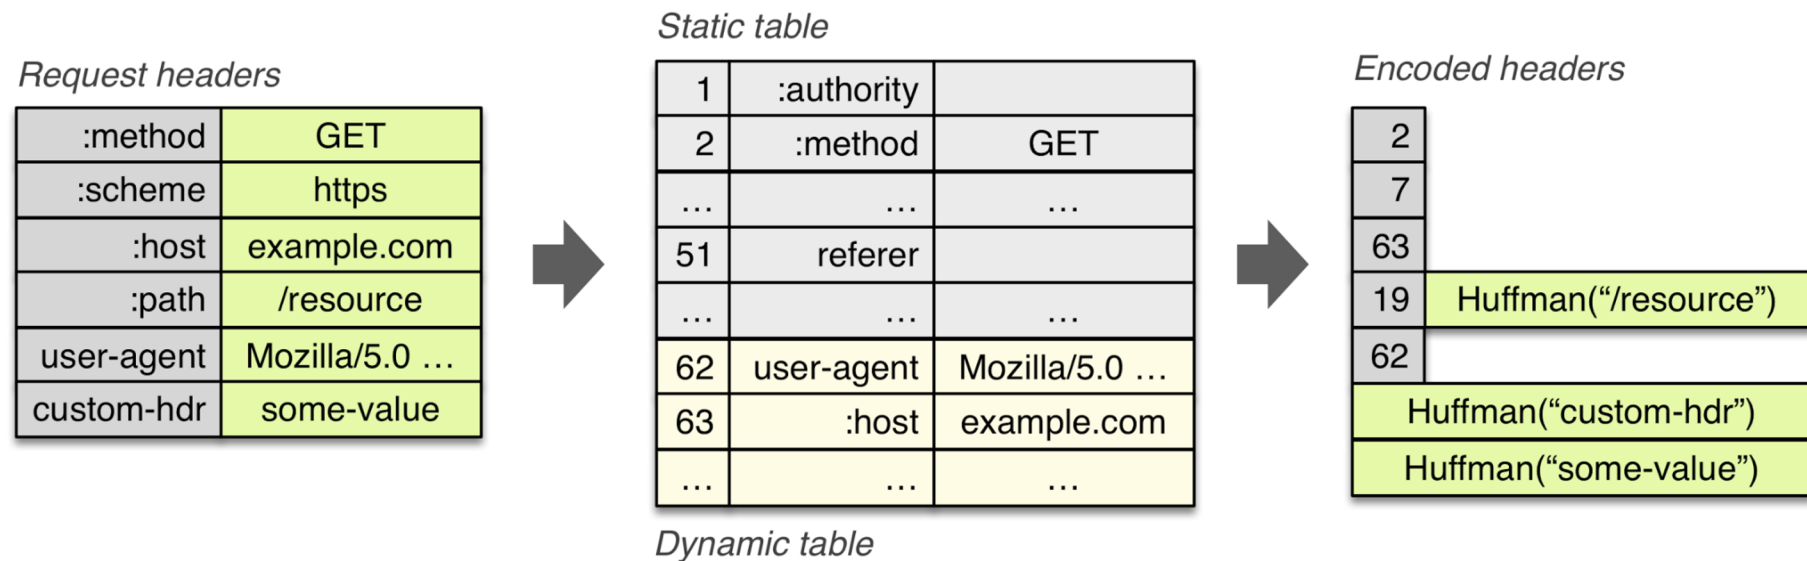 Request headers
:method GET
:scheme https
:host example.com
:path /resource
user-agent Mozilla/5.0 …
custom-hdr some-value
Static table
1 :authority
2 :method GET
… … …
51 referer
… … …
62 user-agent Mozilla/5.0 …
63 :host example.com
… … …
Dynamic table
Encoded headers
2
7
63
19 Huffman(“/resource”)
62
Huffman(“custom-hdr”)
Huffman(“some-value”)